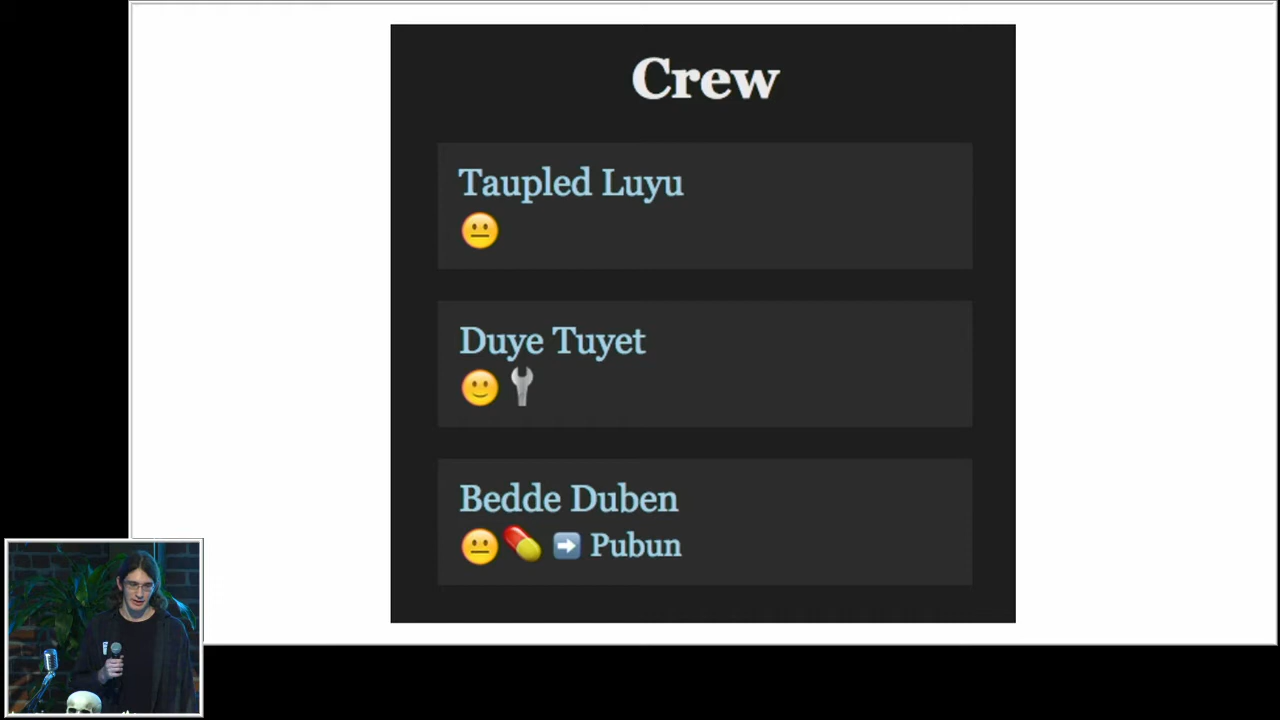 Crew
Taupled Luyu
😐
Duye Tuyet
🙂🔧
Bedde Duben
😐💊➡️ Pubun